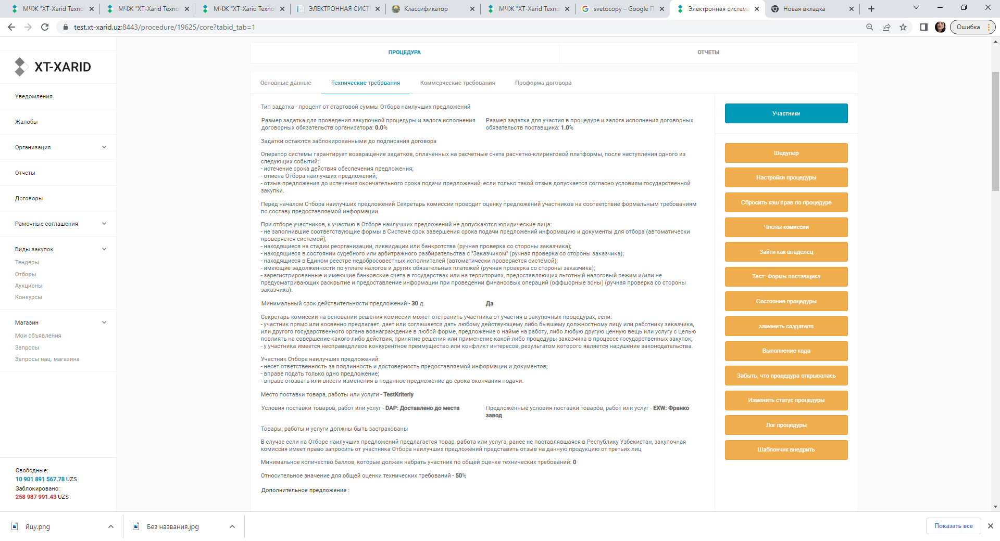 МЧЖ "XT-Xarid Texno
МЧЖ "XT-Xarid Texno
МЧЖ "XT-Xarid Texno
ЭЛЕКТРОННАЯ СИСТ
Классификатор
МЧЖ "XT-Xarid Texno
svetocopy – Google П
Электронная система
Новая вкладка
test.xt-xarid.uz:8443/procedure/19625/core?tabid_tab=1
Ошибка
XT-XARID
Уведомления
Жалобы
Организация
Отчеты
Договоры
Рамочные соглашения
Виды закупок
Тендеры
Отборы
Аукционы
Конкурсы
Магазин
Мои объявления
Запросы
Запросы нац. магазина
Свободные:
10 901 891 567.78 UZS
Заблокировано:
258 987 991.43 UZS
ПРОЦЕДУРА
ОТЧЕТЫ
Основные данные
Технические требования
Коммерческие требования
Проформа договора
Тип задатка - процент от стартовой суммы Отбора наилучших предложений
Размер задатка для проведения закупочной процедуры и залога исполнения
договорных обязательств организатора: 0.0%
Размер задатка для участия в процедуре и залога исполнения договорных
обязательств поставщика: 1.0%
Задатки остаются заблокированными до подписания договора
Оператор системы гарантирует возвращение задатков, оплаченных на расчетные счета расчетно-клиринговой платформы, после наступления одного из
следующих событий:
- истечение срока действия обеспечения предложения;
- отмена Отбора наилучших предложений;
- отзыв предложения до истечения окончательного срока подачи предложений, если только такой отзыв допускается согласно условиям государственной
закупки.
Перед началом Отбора наилучших предложений Секретарь комиссии проводит оценку предложений участников на соответствие формальным требованиям
по составу предоставляемой информации.
При отборе участников, к участию в Отборе наилучших предложений не допускаются юридические лица:
- не заполнившие соответствующие формы в Системе срок завершения срока подачи предложений информацию и документы для отбора (автоматически
проверяется системой);
- находящиеся на стадии реорганизации, ликвидации или банкротства (ручная проверка со стороны заказчика);
- находящиеся в состоянии судебного или арбитражного разбирательства с "Заказчиком" (ручная проверка со стороны заказчика);
- находящиеся в Едином реестре недобросовестных исполнителей (автоматически проверяется системой);
- имеющие задолженности по уплате налогов и других обязательных платежей (ручная проверка со стороны заказчика);
- зарегистрированные и имеющие банковские счета в государствах или на территориях, предоставляющих льготный налоговый режим и/или не
предусматривающих раскрытие и предоставление информации при проведении финансовых операций (оффшорные зоны) (ручная проверка со стороны
заказчика).
Минимальный срок действительности предложений - 30 д.
Да
Секретарь комиссии на основании решения комиссии может отстранить участника от участия в закупочных процедурах, если:
- участник прямо или косвенно предлагает, дает или соглашается дать любому действующему либо бывшему должностному лицу или работнику заказчика,
или другого государственного органа вознаграждение в любой форме, предложение о найме на работу, либо любую другую ценную вещь или услугу с целью
повлиять на совершение какого-либо действия, принятие решения или применение какой-либо процедуры заказчика в процессе государственных закупок;
- у участника имеется несправедливое конкурентное преимущество или конфликт интересов, результатом которого является нарушение законодательства.
Участник Отбора наилучших предложений:
- несет ответственность за подлинность и достоверность предоставляемой информации и документов;
- вправе подать только одно предложение;
- вправе отозвать или внести изменения в поданное предложение до срока окончания подачи.
Место поставки товара, работы или услуги - TestKriteriy
Условия поставки товаров, работ или услуг - DAP: Доставлено до места
Предложенные условия поставки товаров, работ или услуг - EXW: Франко
завод
Товары, работы и услуги должны быть застрахованы
В случае если на Отборе наилучших предложений предлагается товар, работа или услуга, ранее не поставлявшаяся в Республику Узбекистан, закупочная
комиссия имеет право запросить от участника Отбора наилучших предложений представить отзыв на данную продукцию от третьих лиц
Минимальное количество баллов, которые должен набрать участник по общей оценке технических требований: 0
Относительное значение для общей оценки технических требований - 50%
Дополнительное предложение :
Участники
Шедулер
Настройки процедуры
Сбросить кэш прав по процедуре
Члены комиссии
Зайти как владелец
Тест: Формы поставщика
Состояние процедуры
заменить создателя
Выполнение кода
Забыть, что процедура открывалась
Изменить статус процедуры
Лог процедуры
Шаблончик внедрить
йцу.png
Без названия.jpg
Показать все